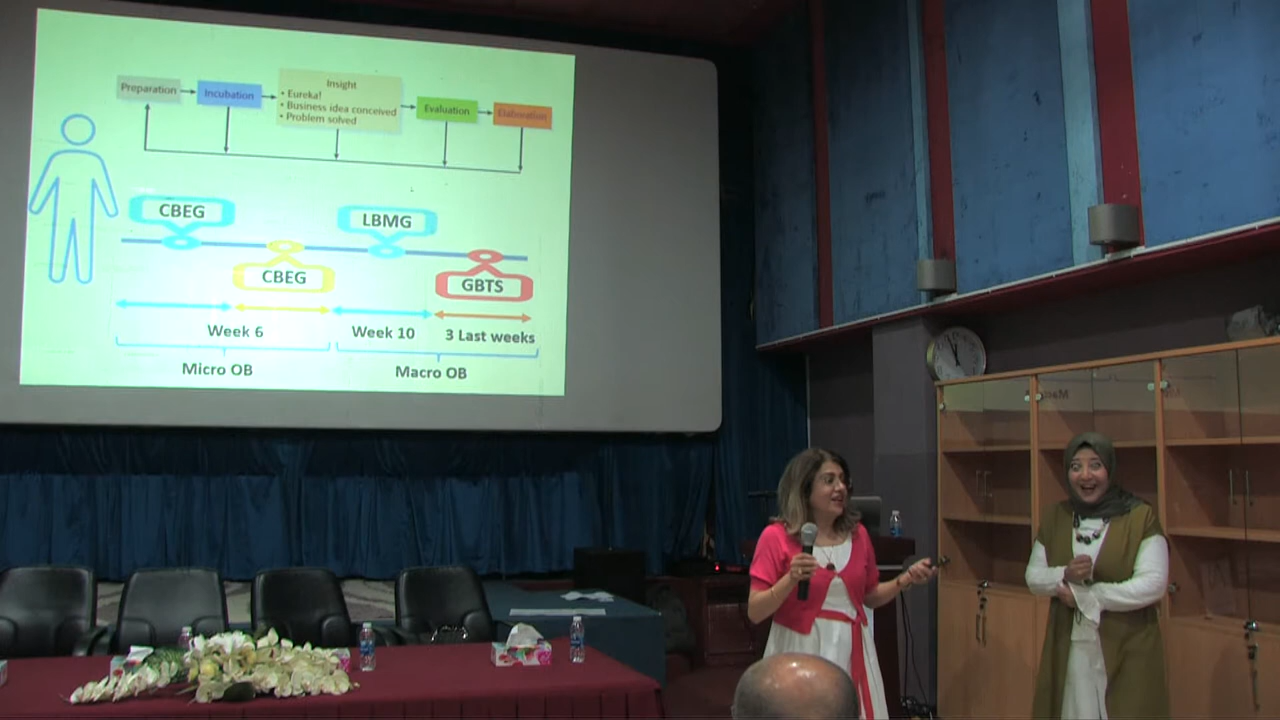 Preparation
Incubation
Insight
• Eureka!
• Business idea conceived
• Problem solved
Evaluation
Elaboration
CBEG
LBMG
CBEG
GBTS
Week 6
Week 10
3 Last weeks
Micro OB
Macro OB